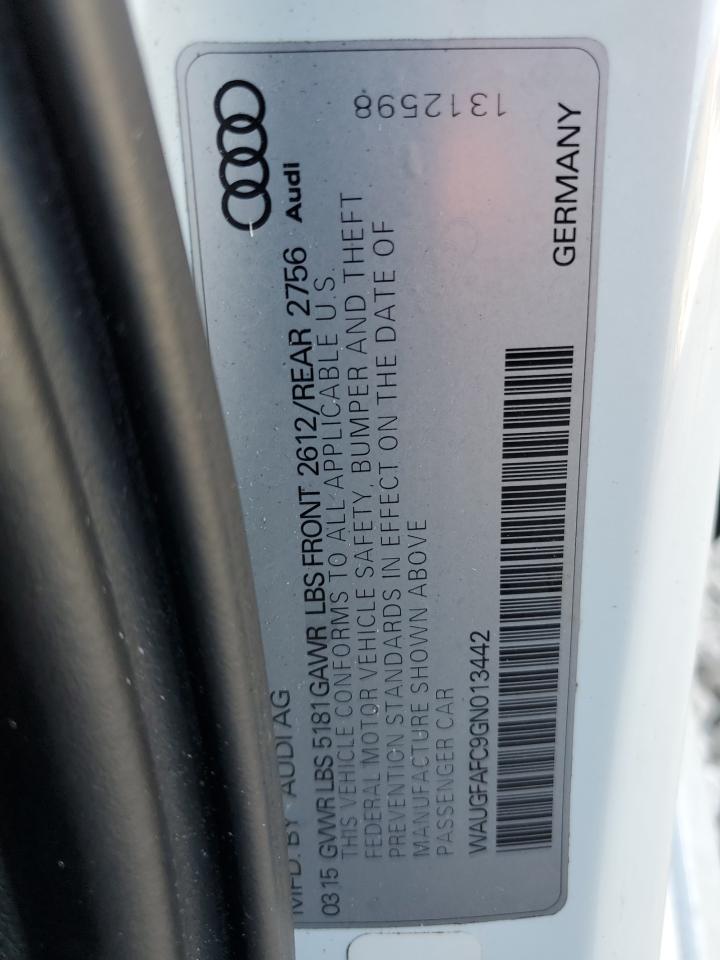 MFD. BY AUDI AG
0315 GVWR LBS 5181 GAWR LBS FRONT 2612/REAR 2756
Audi
THIS VEHICLE CONFORMS TO ALL APPLICABLE U.S.
FEDERAL MOTOR VEHICLE SAFETY, BUMPER AND THEFT
PREVENTION STANDARDS IN EFFECT ON THE DATE OF
MANUFACTURE SHOWN ABOVE
PASSENGER CAR
1312598
WAUGFAFC9GN013442
GERMANY